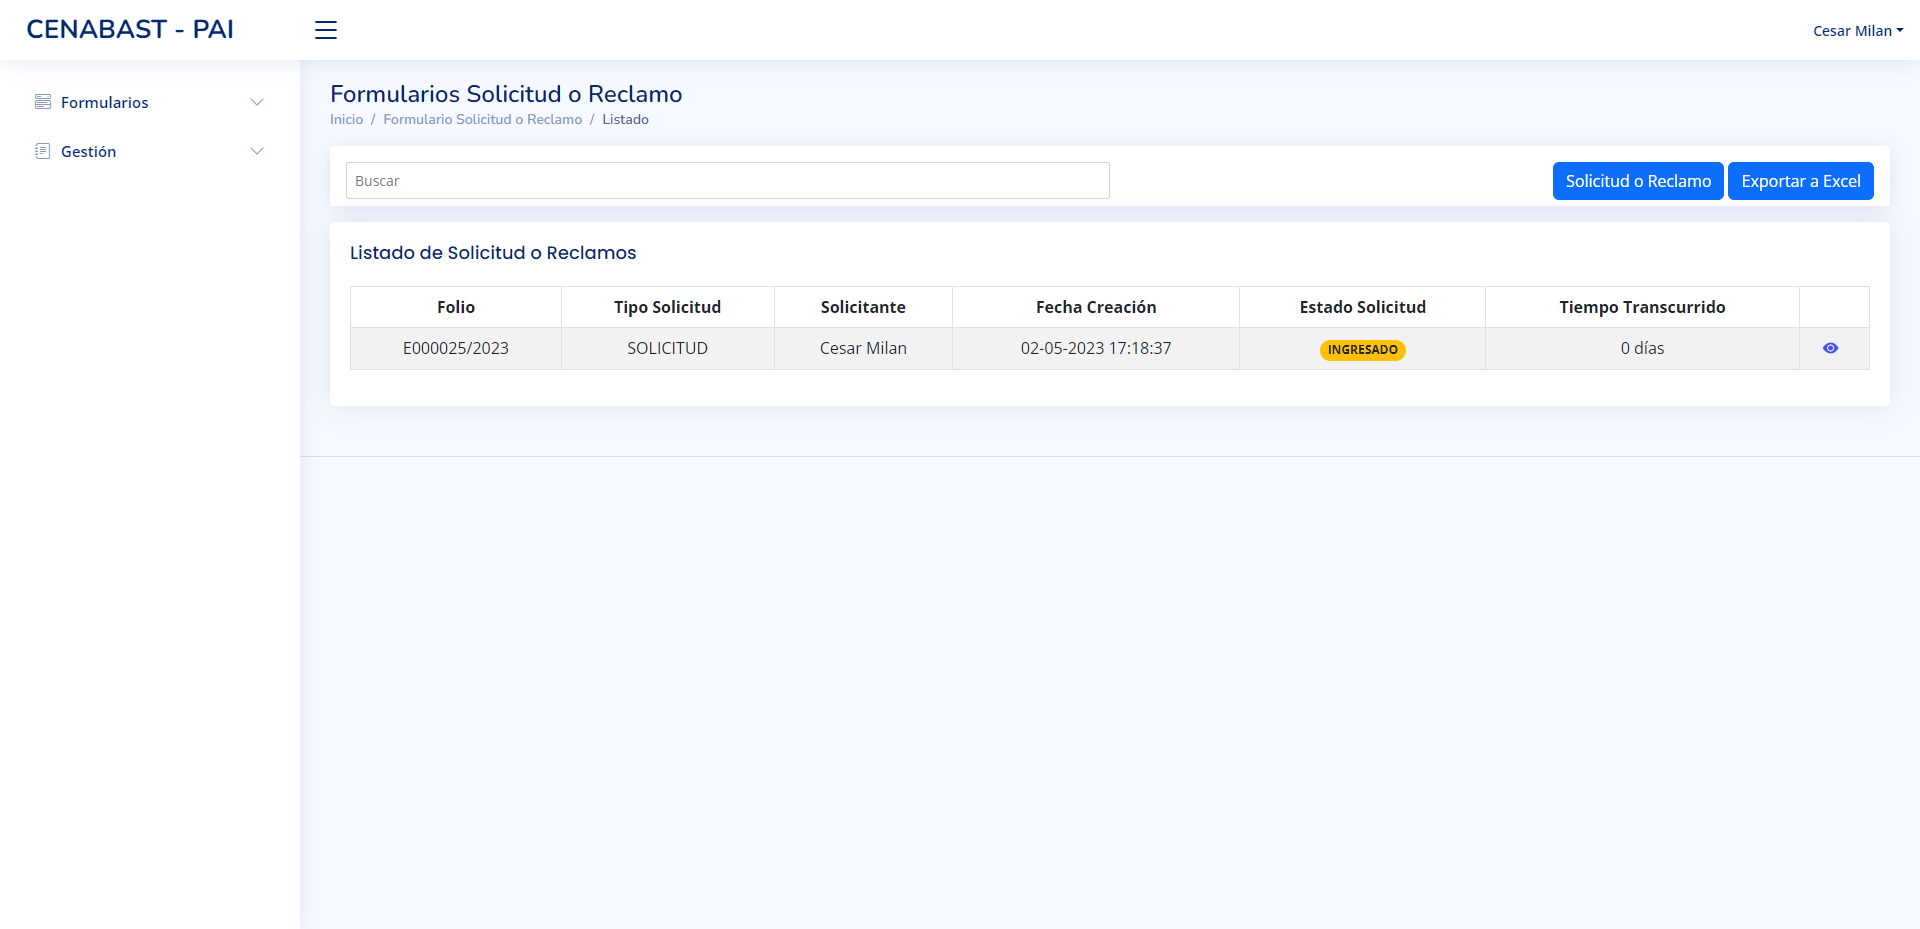 CENABAST - PAI
Cesar Milan
Formularios
Gestión
Formularios Solicitud o Reclamo
Inicio / Formulario Solicitud o Reclamo / Listado
Buscar
Solicitud o Reclamo
Exportar a Excel
Listado de Solicitud o Reclamos
Folio Tipo Solicitud Solicitante Fecha Creación Estado Solicitud Tiempo Transcurrido
E000025/2023 SOLICITUD Cesar Milan 02-05-2023 17:18:37 INGRESADO 0 días